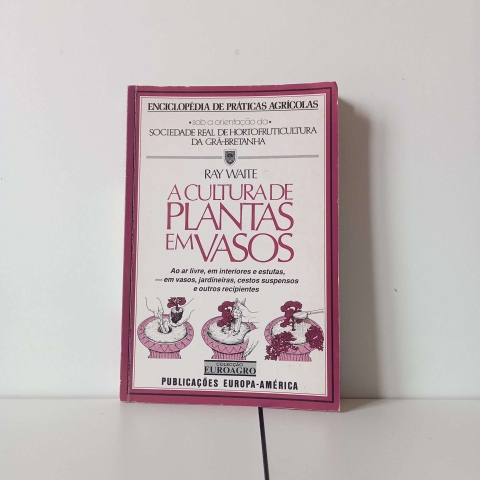 ENCICLOPÉDIA DE PRÁTICAS AGRÍCOLAS
•sob a orientação da•
SOCIEDADE REAL DE HORTOFRUTICULTURA
DA GRÃ-BRETANHA
RAY WAITE
A CULTURA DE
PLANTAS
EM VASOS
Ao ar livre, em interiores e estufas,
— em vasos, jardineiras, cestos suspensos
e outros recipientes
COLECÇÃO
EUROAGRO
PUBLICAÇÕES EUROPA-AMÉRICA